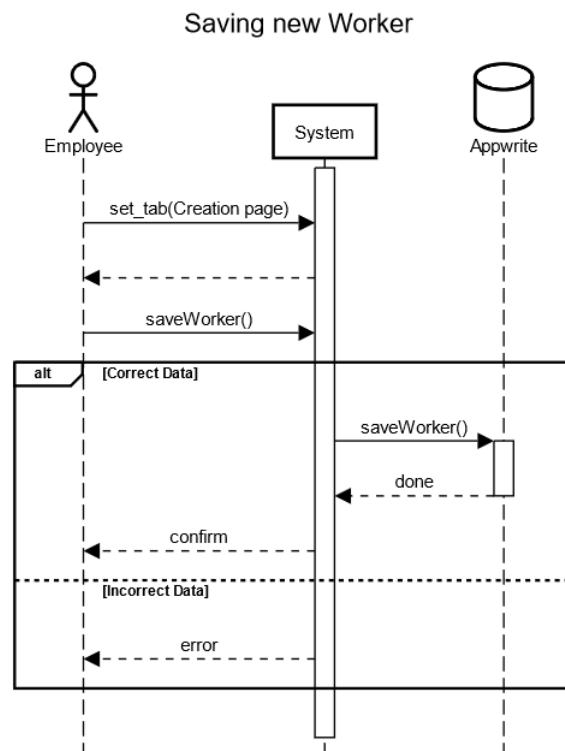 Saving new Worker
Employee
System
Appwrite
set_tab(Creation page)
saveWorker()
alt
[Correct Data]
saveWorker()
done
confirm
[Incorrect Data]
error